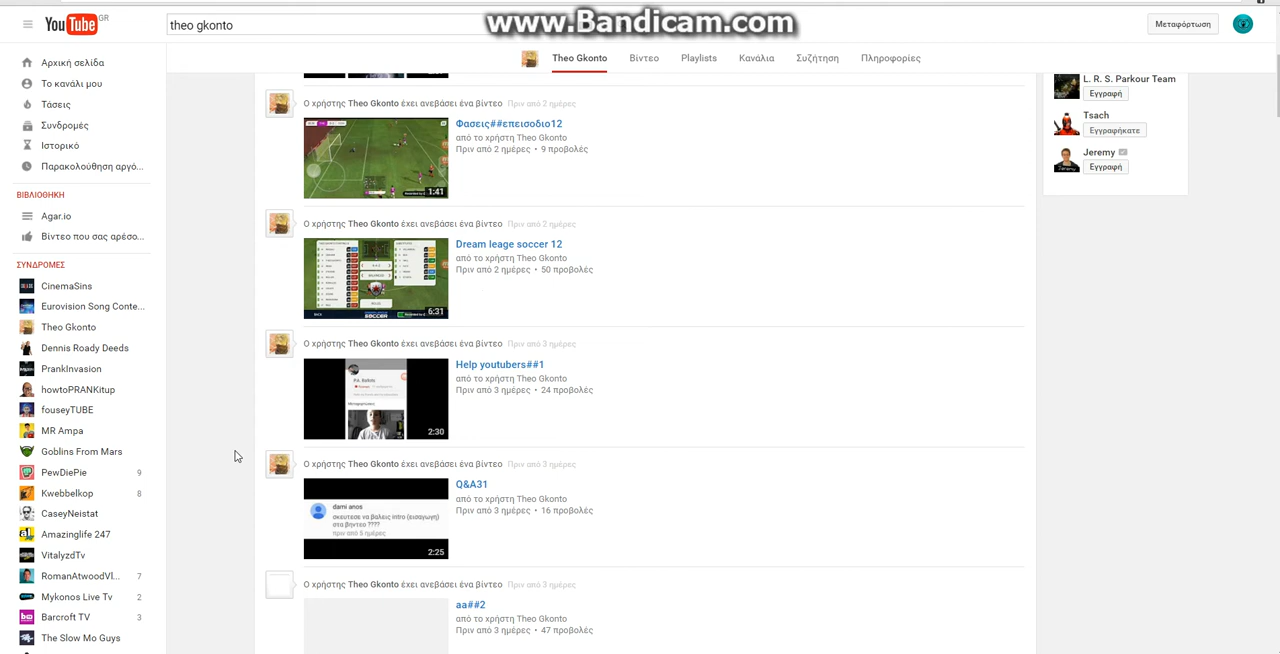 YouTube GR
theo gkonto
www.Bandicam.com
Μεταφόρτωση
Theo Gkonto
Βίντεο
Playlists
Κανάλια
Συζήτηση
Πληροφορίες
Αρχική σελίδα
Το κανάλι μου
Τάσεις
Συνδρομές
Ιστορικό
Παρακολούθηση αργό...
ΒΙΒΛΙΟΘΗΚΗ
Agar.io
Βίντεο που σας αρέσο...
ΣΥΝΔΡΟΜΕΣ
CinemaSins
Eurovision Song Conte...
Theo Gkonto
Dennis Roady Deeds
PrankInvasion
howtoPRANKitup
fouseyTUBE
MR Ampa
Goblins From Mars
PewDiePie 9
Kwebbelkop 8
CaseyNeistat
Amazinglife 247
VitalyzdTv
RomanAtwoodVl... 7
Mykonos Live Tv 2
Barcroft TV 3
The Slow Mo Guys
Ο χρήστης Theo Gkonto έχει ανεβάσει ένα βίντεο Πριν από 2 ημέρες
Φασεις##επεισοδιο12
από το χρήστη Theo Gkonto
Πριν από 2 ημέρες • 9 προβολές
1:41
Ο χρήστης Theo Gkonto έχει ανεβάσει ένα βίντεο Πριν από 2 ημέρες
Dream leage soccer 12
από το χρήστη Theo Gkonto
Πριν από 2 ημέρες • 50 προβολές
6:31
Ο χρήστης Theo Gkonto έχει ανεβάσει ένα βίντεο Πριν από 3 ημέρες
Help youtubers##1
από το χρήστη Theo Gkonto
Πριν από 3 ημέρες • 24 προβολές
2:30
Ο χρήστης Theo Gkonto έχει ανεβάσει ένα βίντεο Πριν από 3 ημέρες
Q&A31
από το χρήστη Theo Gkonto
Πριν από 3 ημέρες • 16 προβολές
dami anos
σκευτεσε να βαλεις intro (εισαγωγη)
στα βηντεο ????
πριν από 5 ημέρες
2:25
Ο χρήστης Theo Gkonto έχει ανεβάσει ένα βίντεο Πριν από 3 ημέρες
aa##2
από το χρήστη Theo Gkonto
Πριν από 3 ημέρες • 47 προβολές
L. R. S. Parkour Team
Εγγραφή
Tsach
Εγγραφήκατε
Jeremy
Εγγραφή